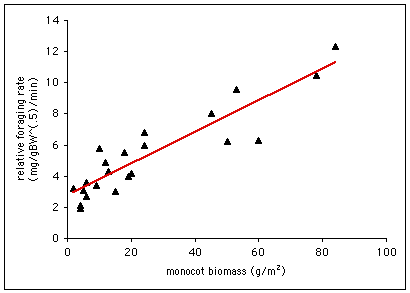 14
12
10
8
6
4
2
0
relative foraging rate
(mg/gBW^(.5)/min)
0 20 40 60 80 100
monocot biomass (g/m²)